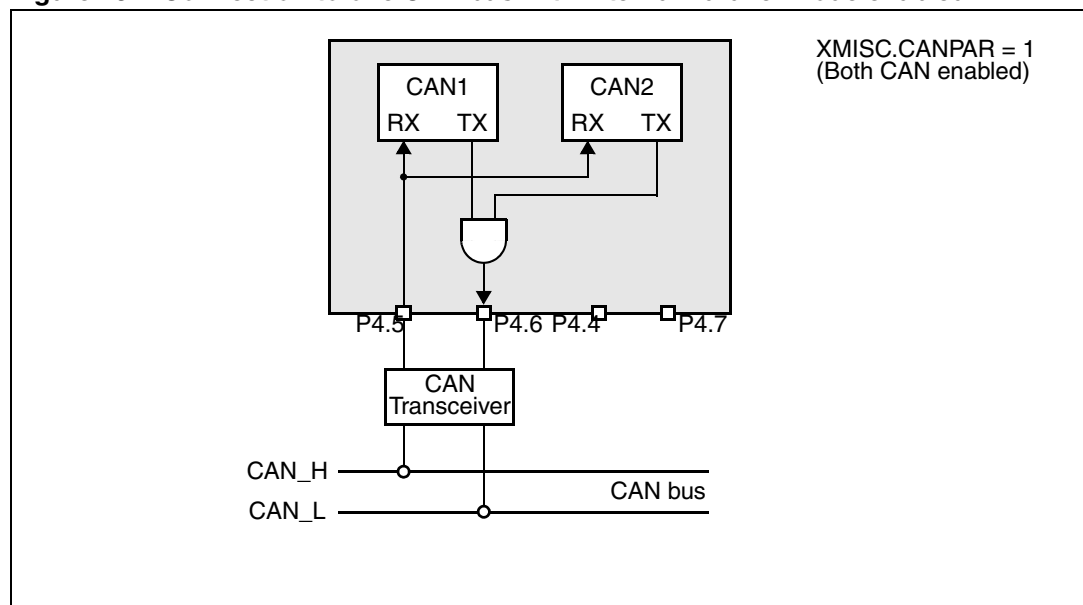 XMISC.CANPAR = 1
(Both CAN enabled)
CAN1
RX TX
CAN2
RX TX
P4.5
P4.6
P4.4
P4.7
CAN
Transceiver
CAN_H
CAN bus
CAN_L